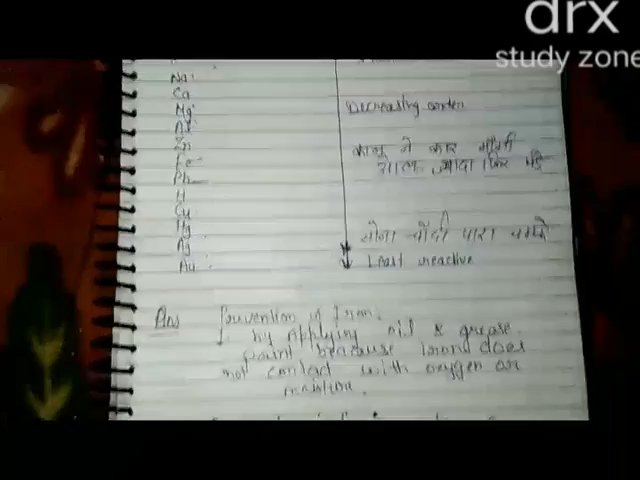 drx
study zone
Na
Ca
Mg
Al
Zn
Fe
Pb
H
Cu
Hg
Ag
Au
Decreasing order
ने कार
सोना चाँदी पारा
Least reactive
Ans Prevention of Iron.
by Applying oil & grease
paint because iron does
not contact with oxygen or
moisture.